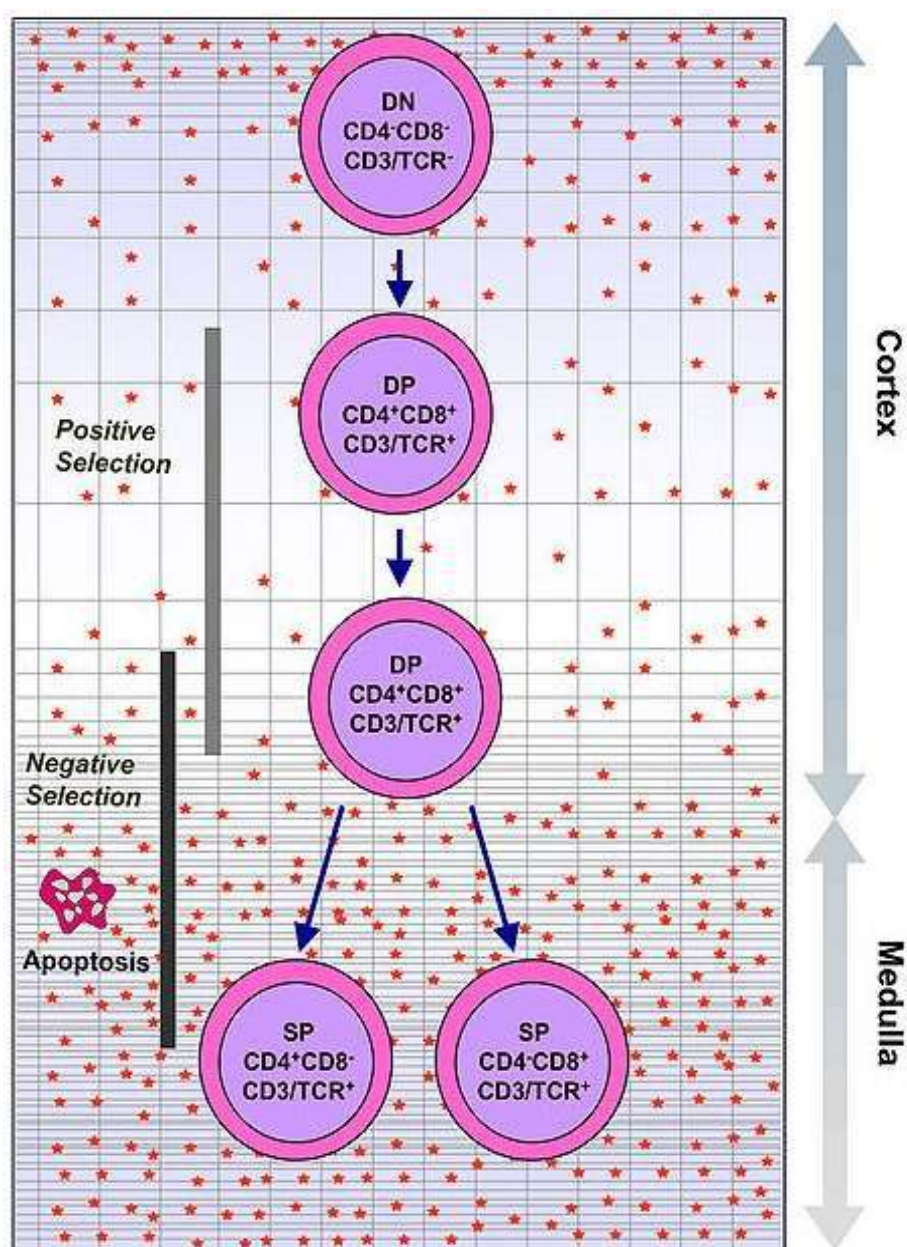 DN
CD4⁻CD8⁻
CD3/TCR⁻
DP
CD4⁺CD8⁺
CD3/TCR⁺
Positive
Selection
Cortex
DP
CD4⁺CD8⁺
CD3/TCR⁺
Negative
Selection
Apoptosis
SP
CD4⁺CD8⁻
CD3/TCR⁺
SP
CD4⁻CD8⁺
CD3/TCR⁺
Medulla